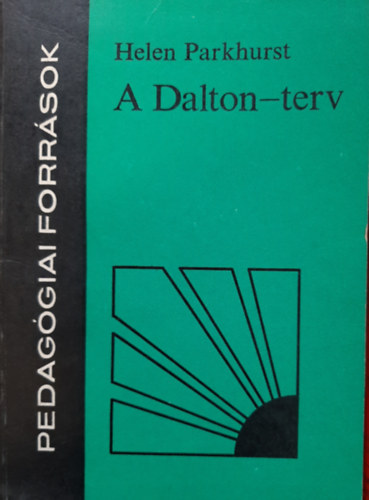 Helen Parkhurst
A Dalton–terv
PEDAGÓGIAI FORRÁSOK